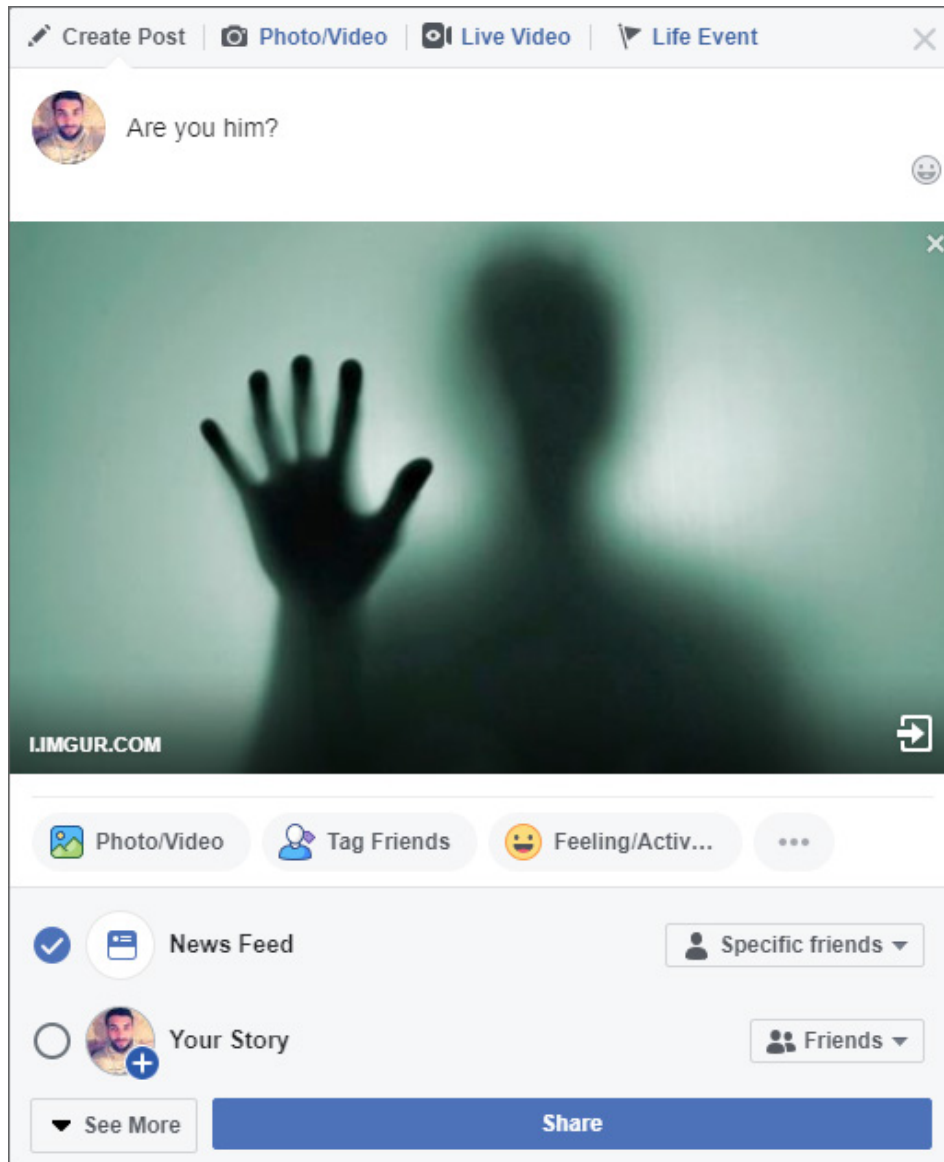 Create Post Photo/Video Live Video Life Event
Are you him?
I.IMGUR.COM
Photo/Video Tag Friends Feeling/Activ...
News Feed Specific friends
Your Story Friends
See More Share